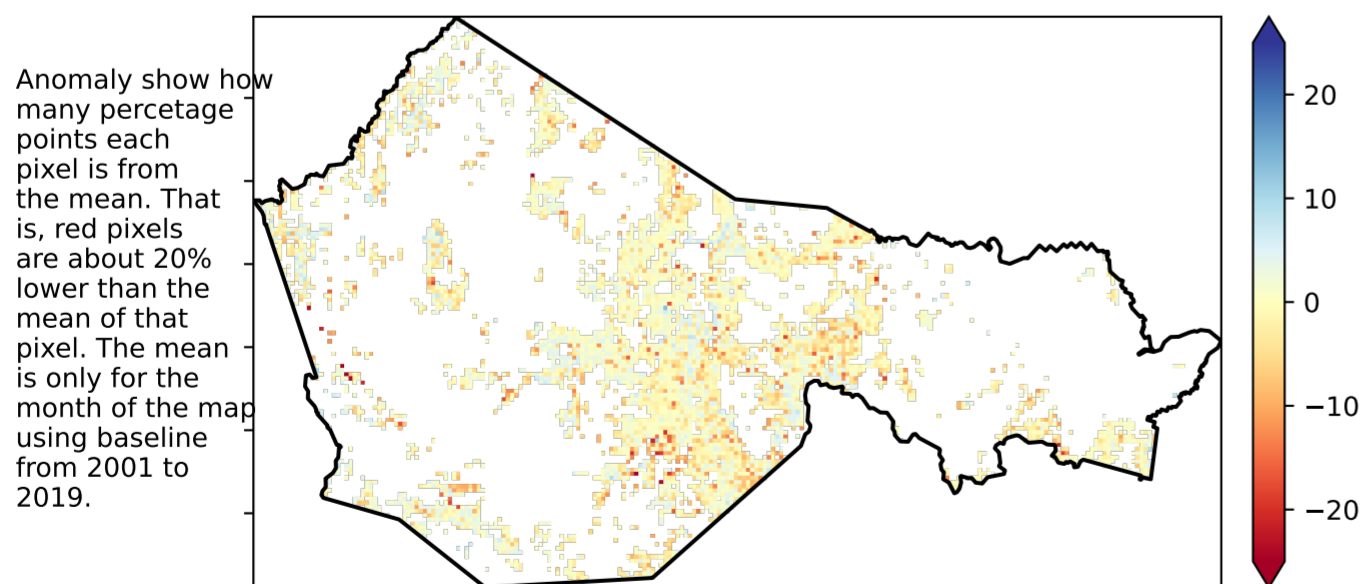 Anomaly show how
many percetage
points each
pixel is from
the mean. That
is, red pixels
are about 20%
lower than the
mean of that
pixel. The mean
is only for the
month of the map
using baseline
from 2001 to
2019.
20
10
0
−10
−20